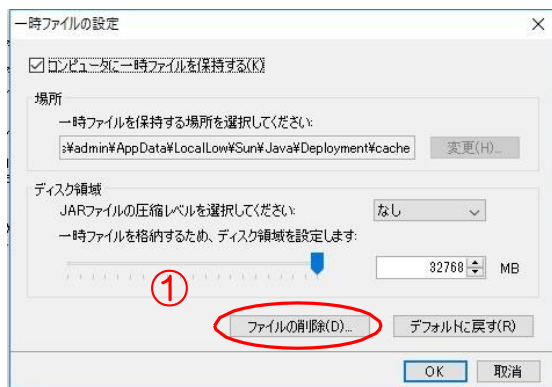 一時ファイルの設定
コンピュータに一時ファイルを保持する(K)
場所
一時ファイルを保持する場所を選択してください:
:¥admin¥AppData¥LocalLow¥Sun¥Java¥Deployment¥cache 変更(H)...
ディスク領域
JARファイルの圧縮レベルを選択してください: なし
一時ファイルを格納するため、ディスク領域を設定します:
32768 MB
①
ファイルの削除(D)... デフォルトに戻す(R)
OK 取消